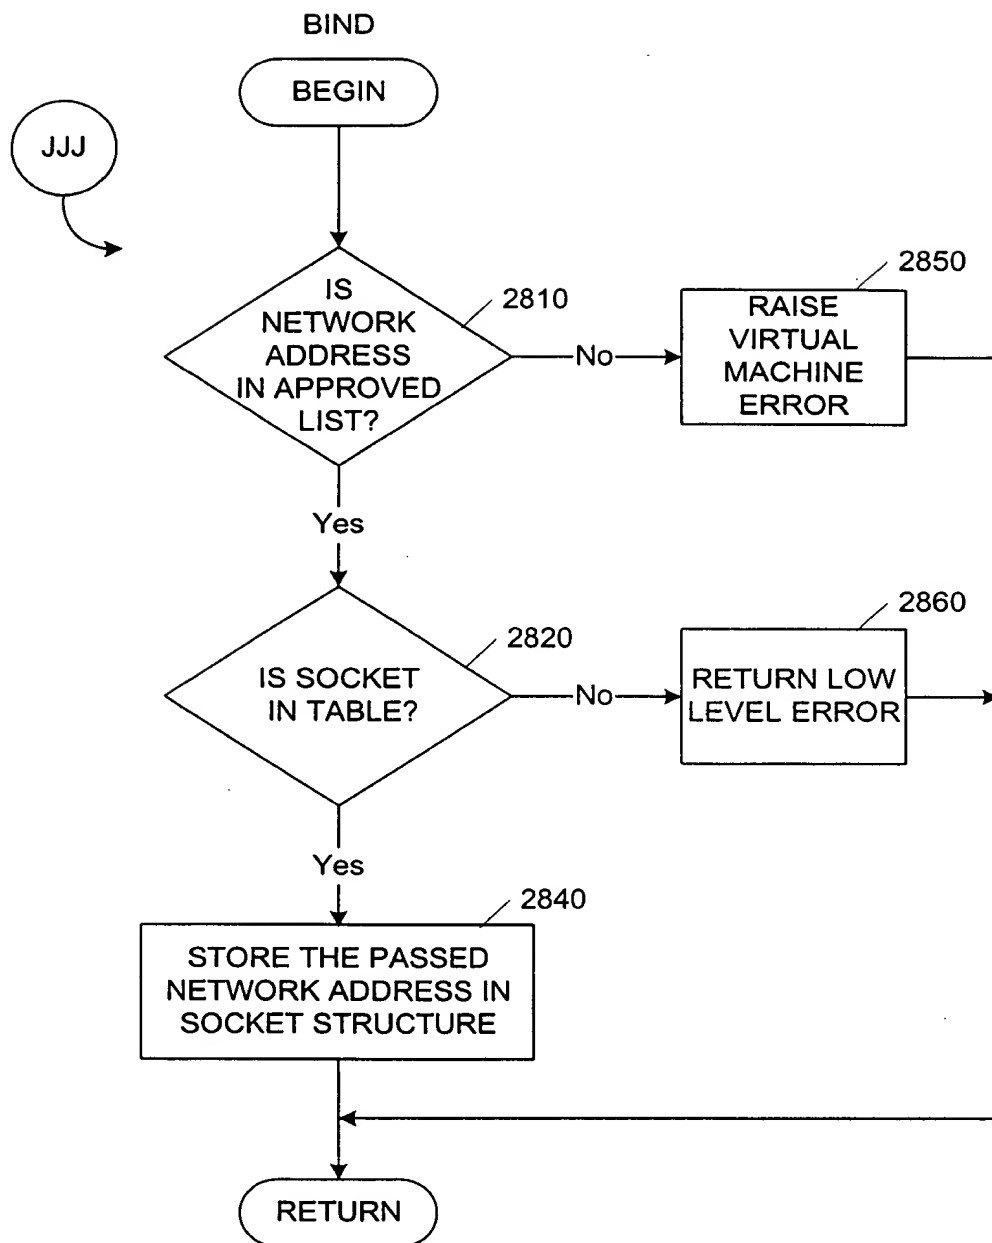 BIND
BEGIN
JJJ
IS
NETWORK
ADDRESS
IN APPROVED
LIST?
2810
No
2850
RAISE
VIRTUAL
MACHINE
ERROR
Yes
IS SOCKET
IN TABLE?
2820
No
2860
RETURN LOW
LEVEL ERROR
Yes
2840
STORE THE PASSED
NETWORK ADDRESS IN
SOCKET STRUCTURE
RETURN